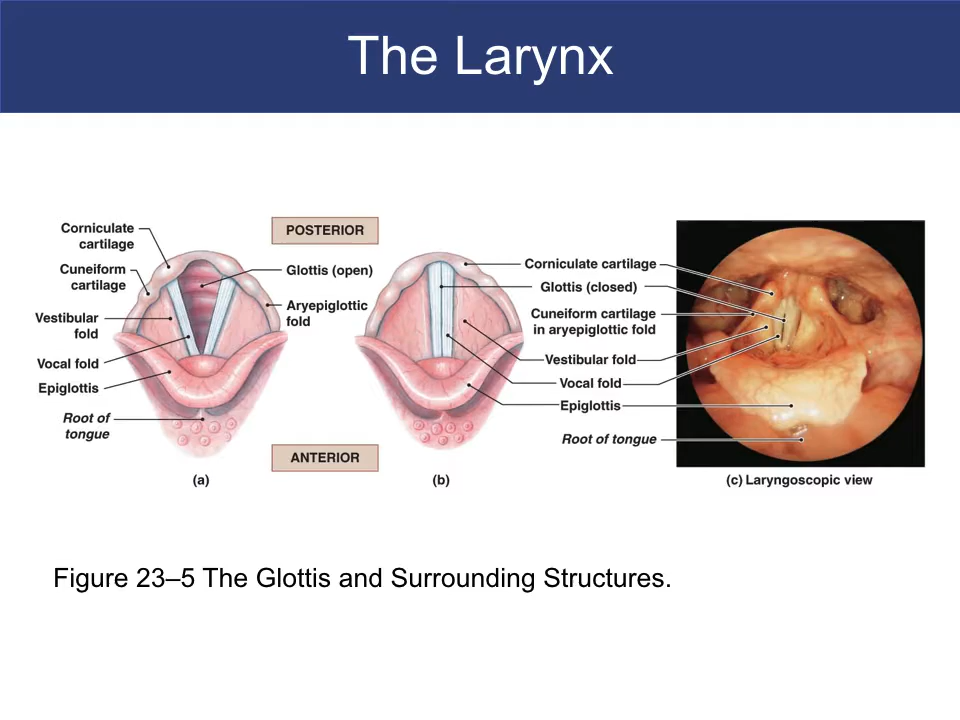 The Larynx
Corniculate
cartilage
Cuneiform
cartilage
Vestibular
fold
Vocal fold
Epiglottis
Root of
tongue
POSTERIOR
Glottis (open)
Aryepiglottic
fold
ANTERIOR
(a)
(b)
Corniculate cartilage
Glottis (closed)
Cuneiform cartilage
in aryepiglottic fold
Vestibular fold
Vocal fold
Epiglottis
Root of tongue
(c) Laryngoscopic view
Figure 23–5 The Glottis and Surrounding Structures.